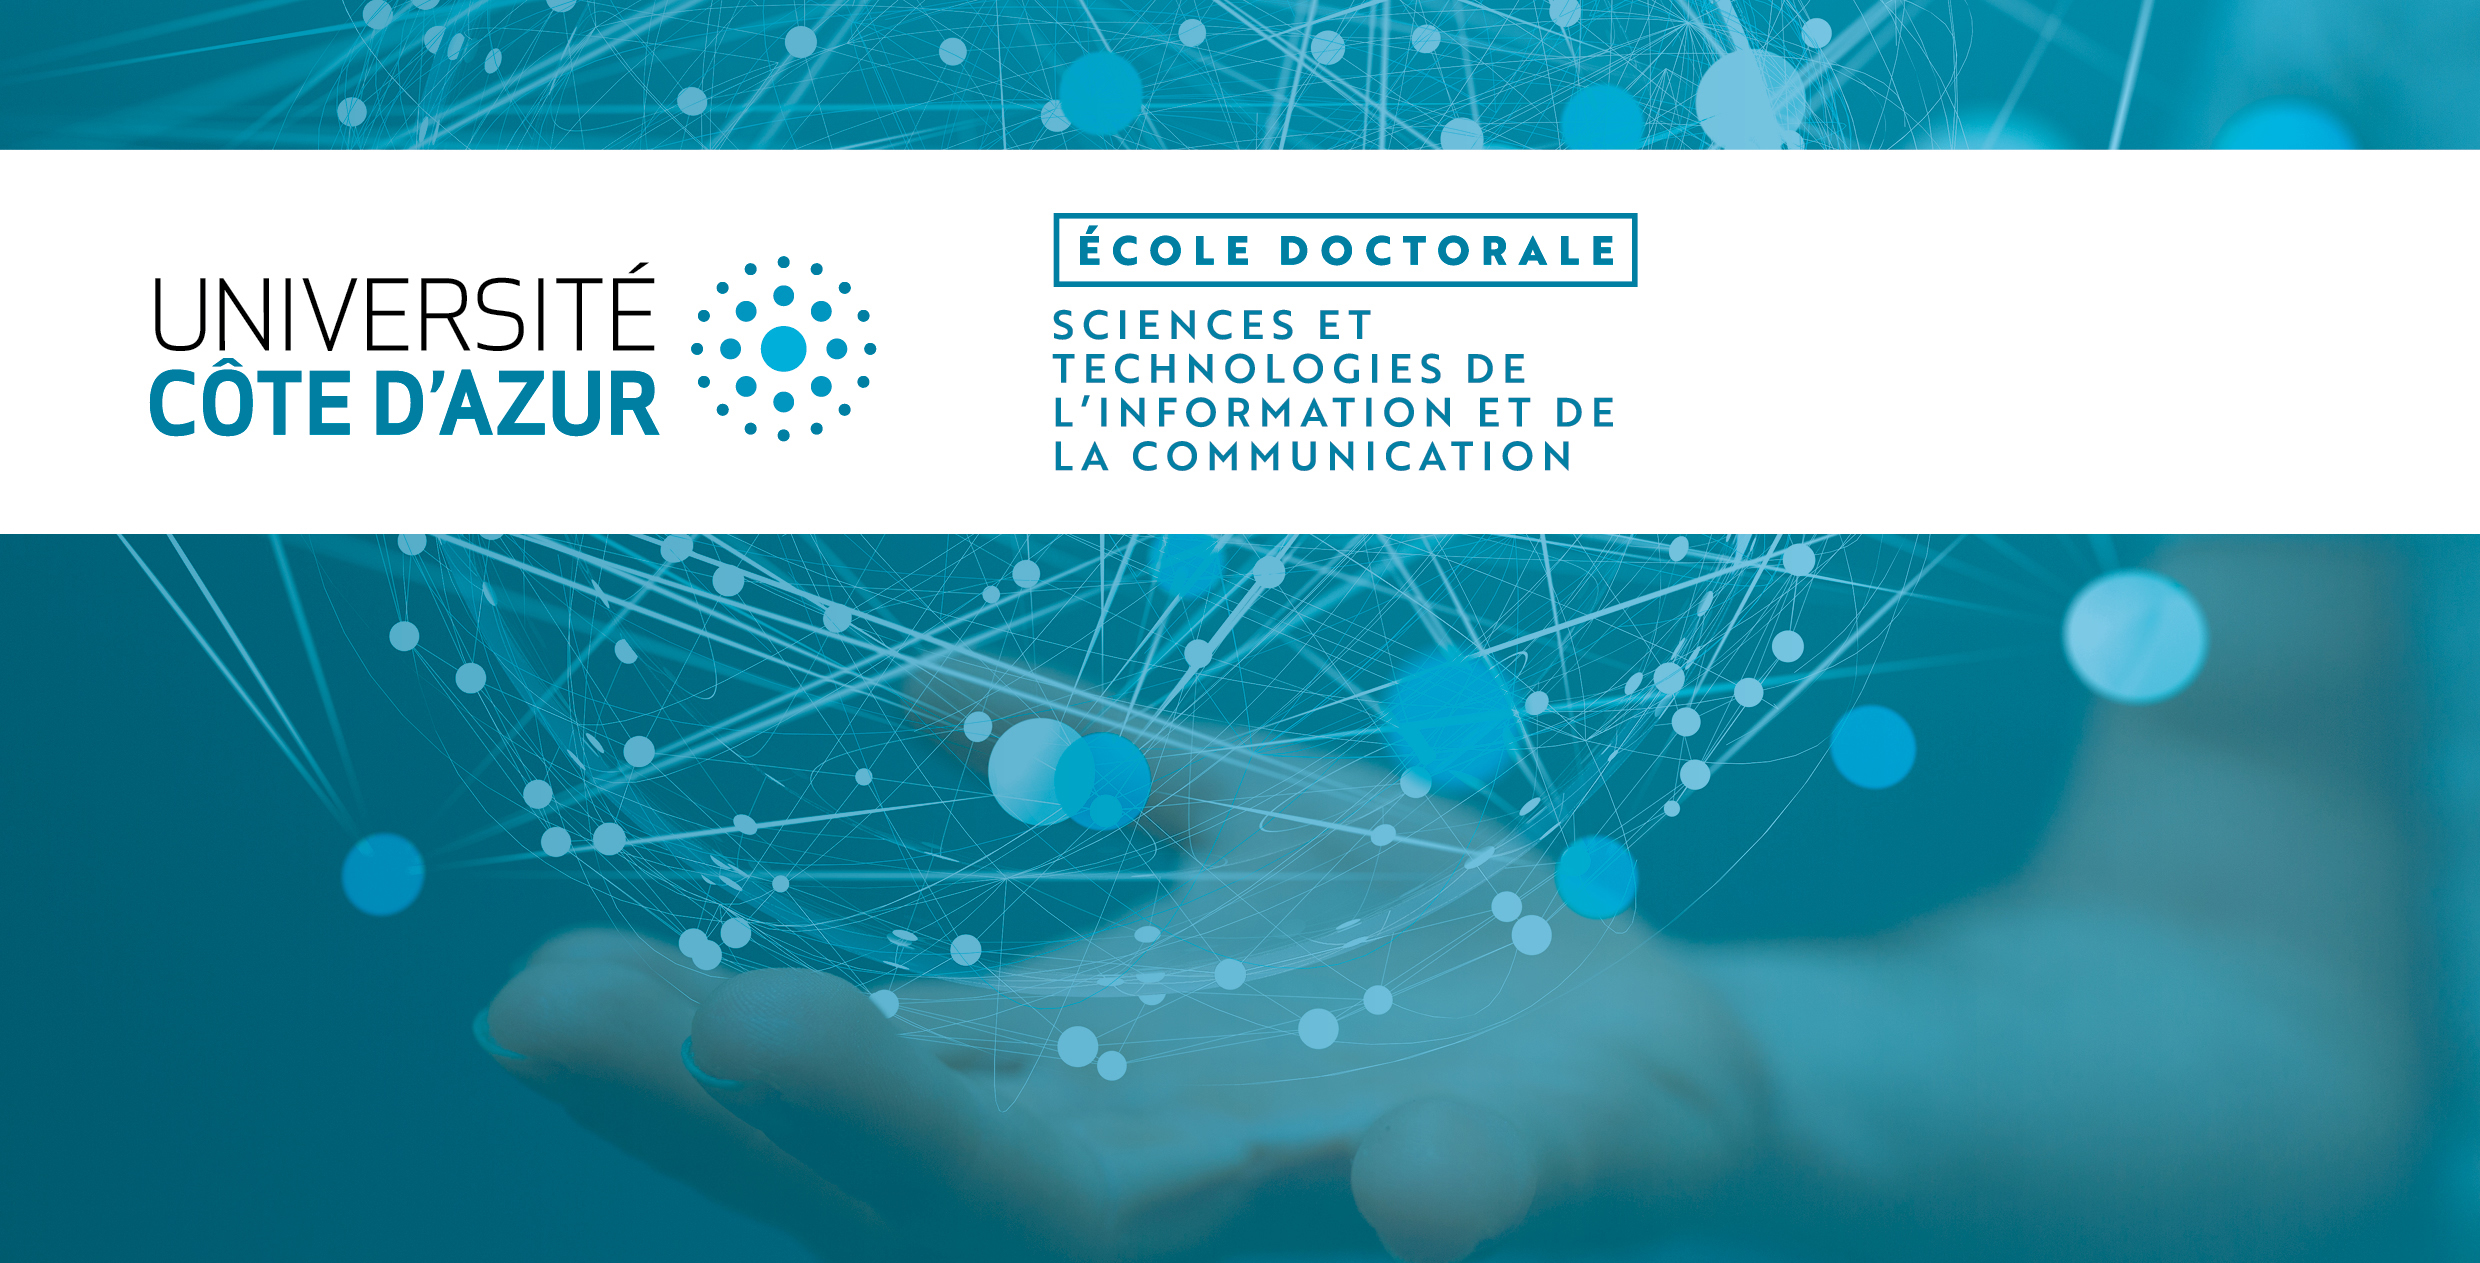 UNIVERSITÉ
CÔTE D'AZUR
ÉCOLE DOCTORALE
SCIENCES ET
TECHNOLOGIES DE
L'INFORMATION ET DE
LA COMMUNICATION